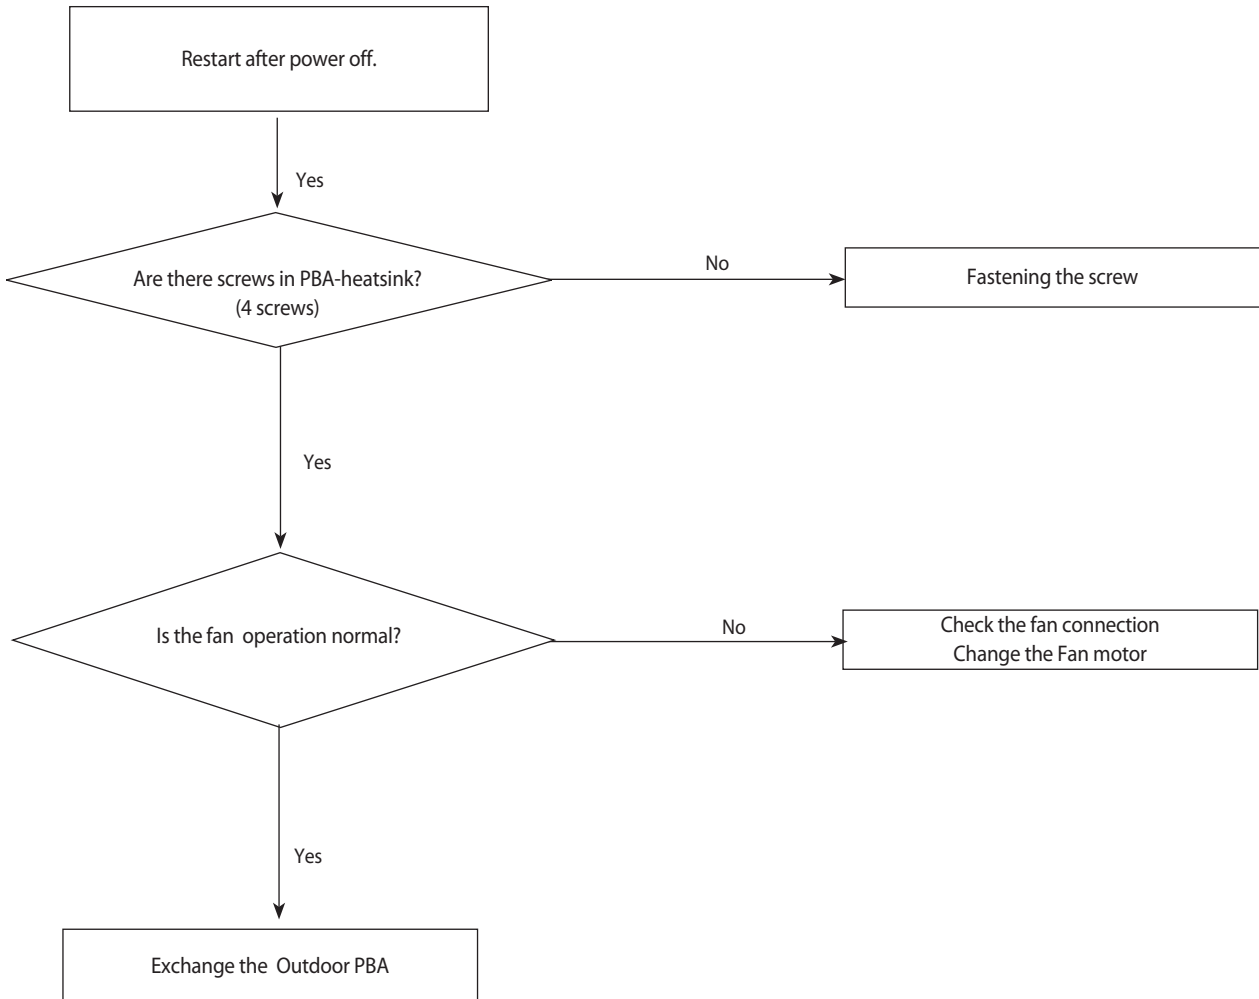 Restart after power off.
Yes
Are there screws in PBA-heatsink?
(4 screws)
No
Fastening the screw
Yes
Is the fan operation normal?
No
Check the fan connection
Change the Fan motor
Yes
Exchange the Outdoor PBA